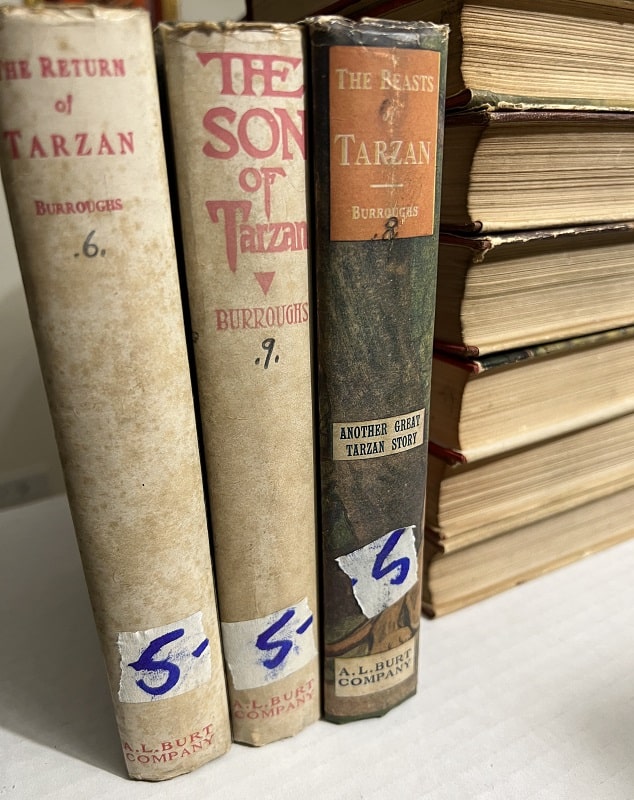 THE RETURN
of
TARZAN
BURROUGHS
.6.
5-
A.L.BURT
COMPANY
THE
SON
OF
Tarzan
BURROUGHS
.9.
5-
A.L.BURT
COMPANY
THE BEASTS
of
TARZAN
BURROUGHS
.8.
ANOTHER GREAT
TARZAN STORY
A.L.BURT
COMPANY